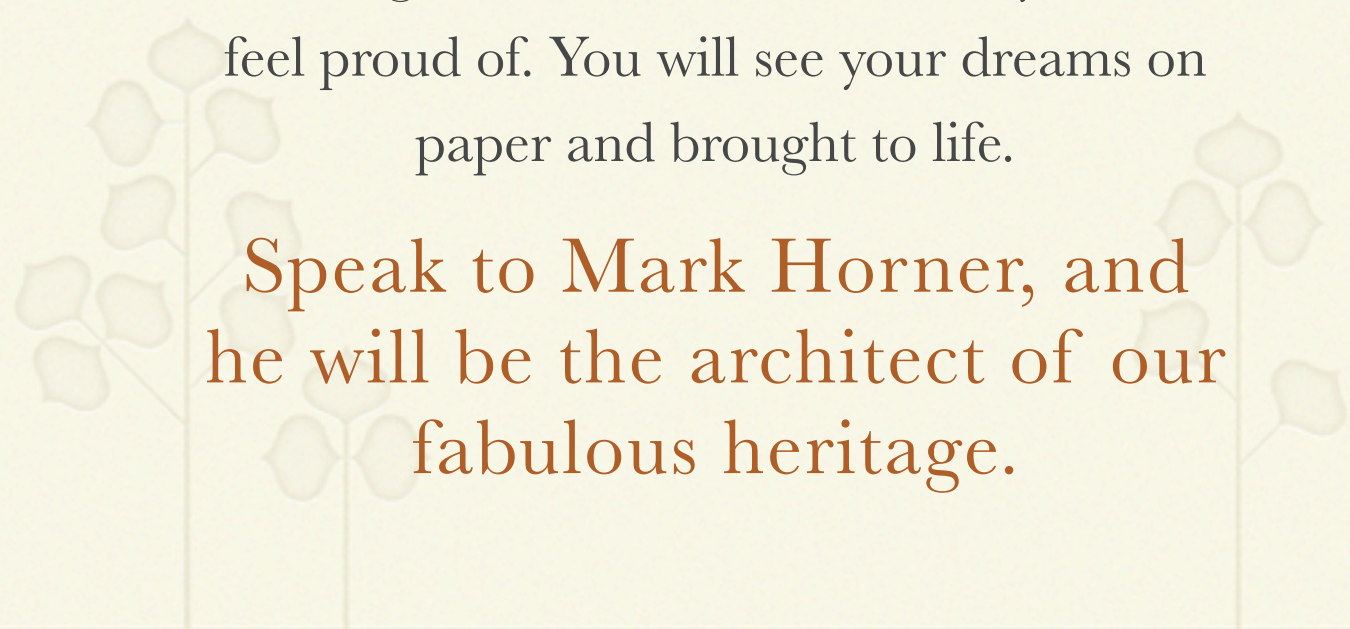 feel proud of. You will see your dreams on
paper and brought to life.
Speak to Mark Horner, and
he will be the architect of our
fabulous heritage.